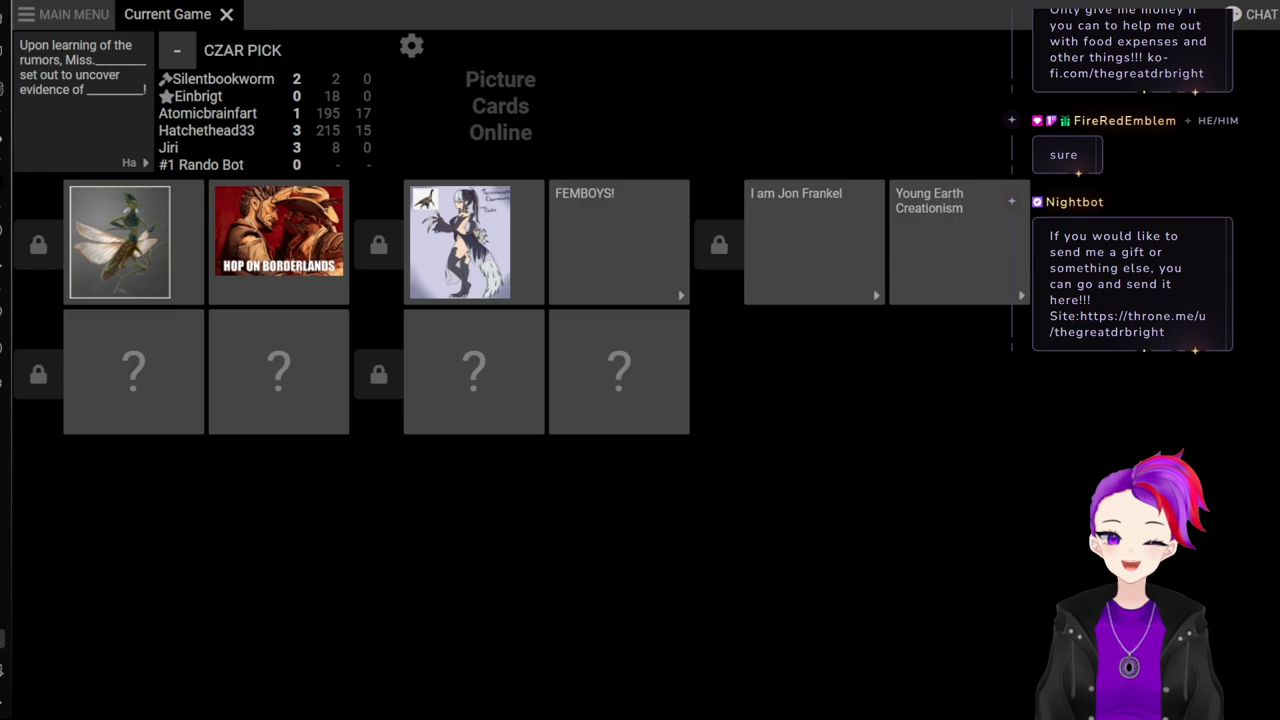 MAIN MENU
Current Game
CHAT
Upon learning of the
rumors, Miss.________
set out to uncover
evidence of ________!
Ha
-
CZAR PICK
Silentbookworm 2 2 0
Einbrigt 0 18 0
Atomicbrainfart 1 195 17
Hatchethead33 3 215 15
Jiri 3 8 0
#1 Rando Bot 0 - -
Picture
Cards
Online
HOP ON BORDERLANDS
FEMBOYS!
I am Jon Frankel
Young Earth
Creationism
?
?
?
?
Only give me money if
you can to help me out
with food expenses and
other things!!! ko-
fi.com/thegreatdrbright
FireRedEmblem HE/HIM
sure
Nightbot
If you would like to
send me a gift or
something else, you
can go and send it
here!!!
Site:https://throne.me/u
/thegreatdrbright